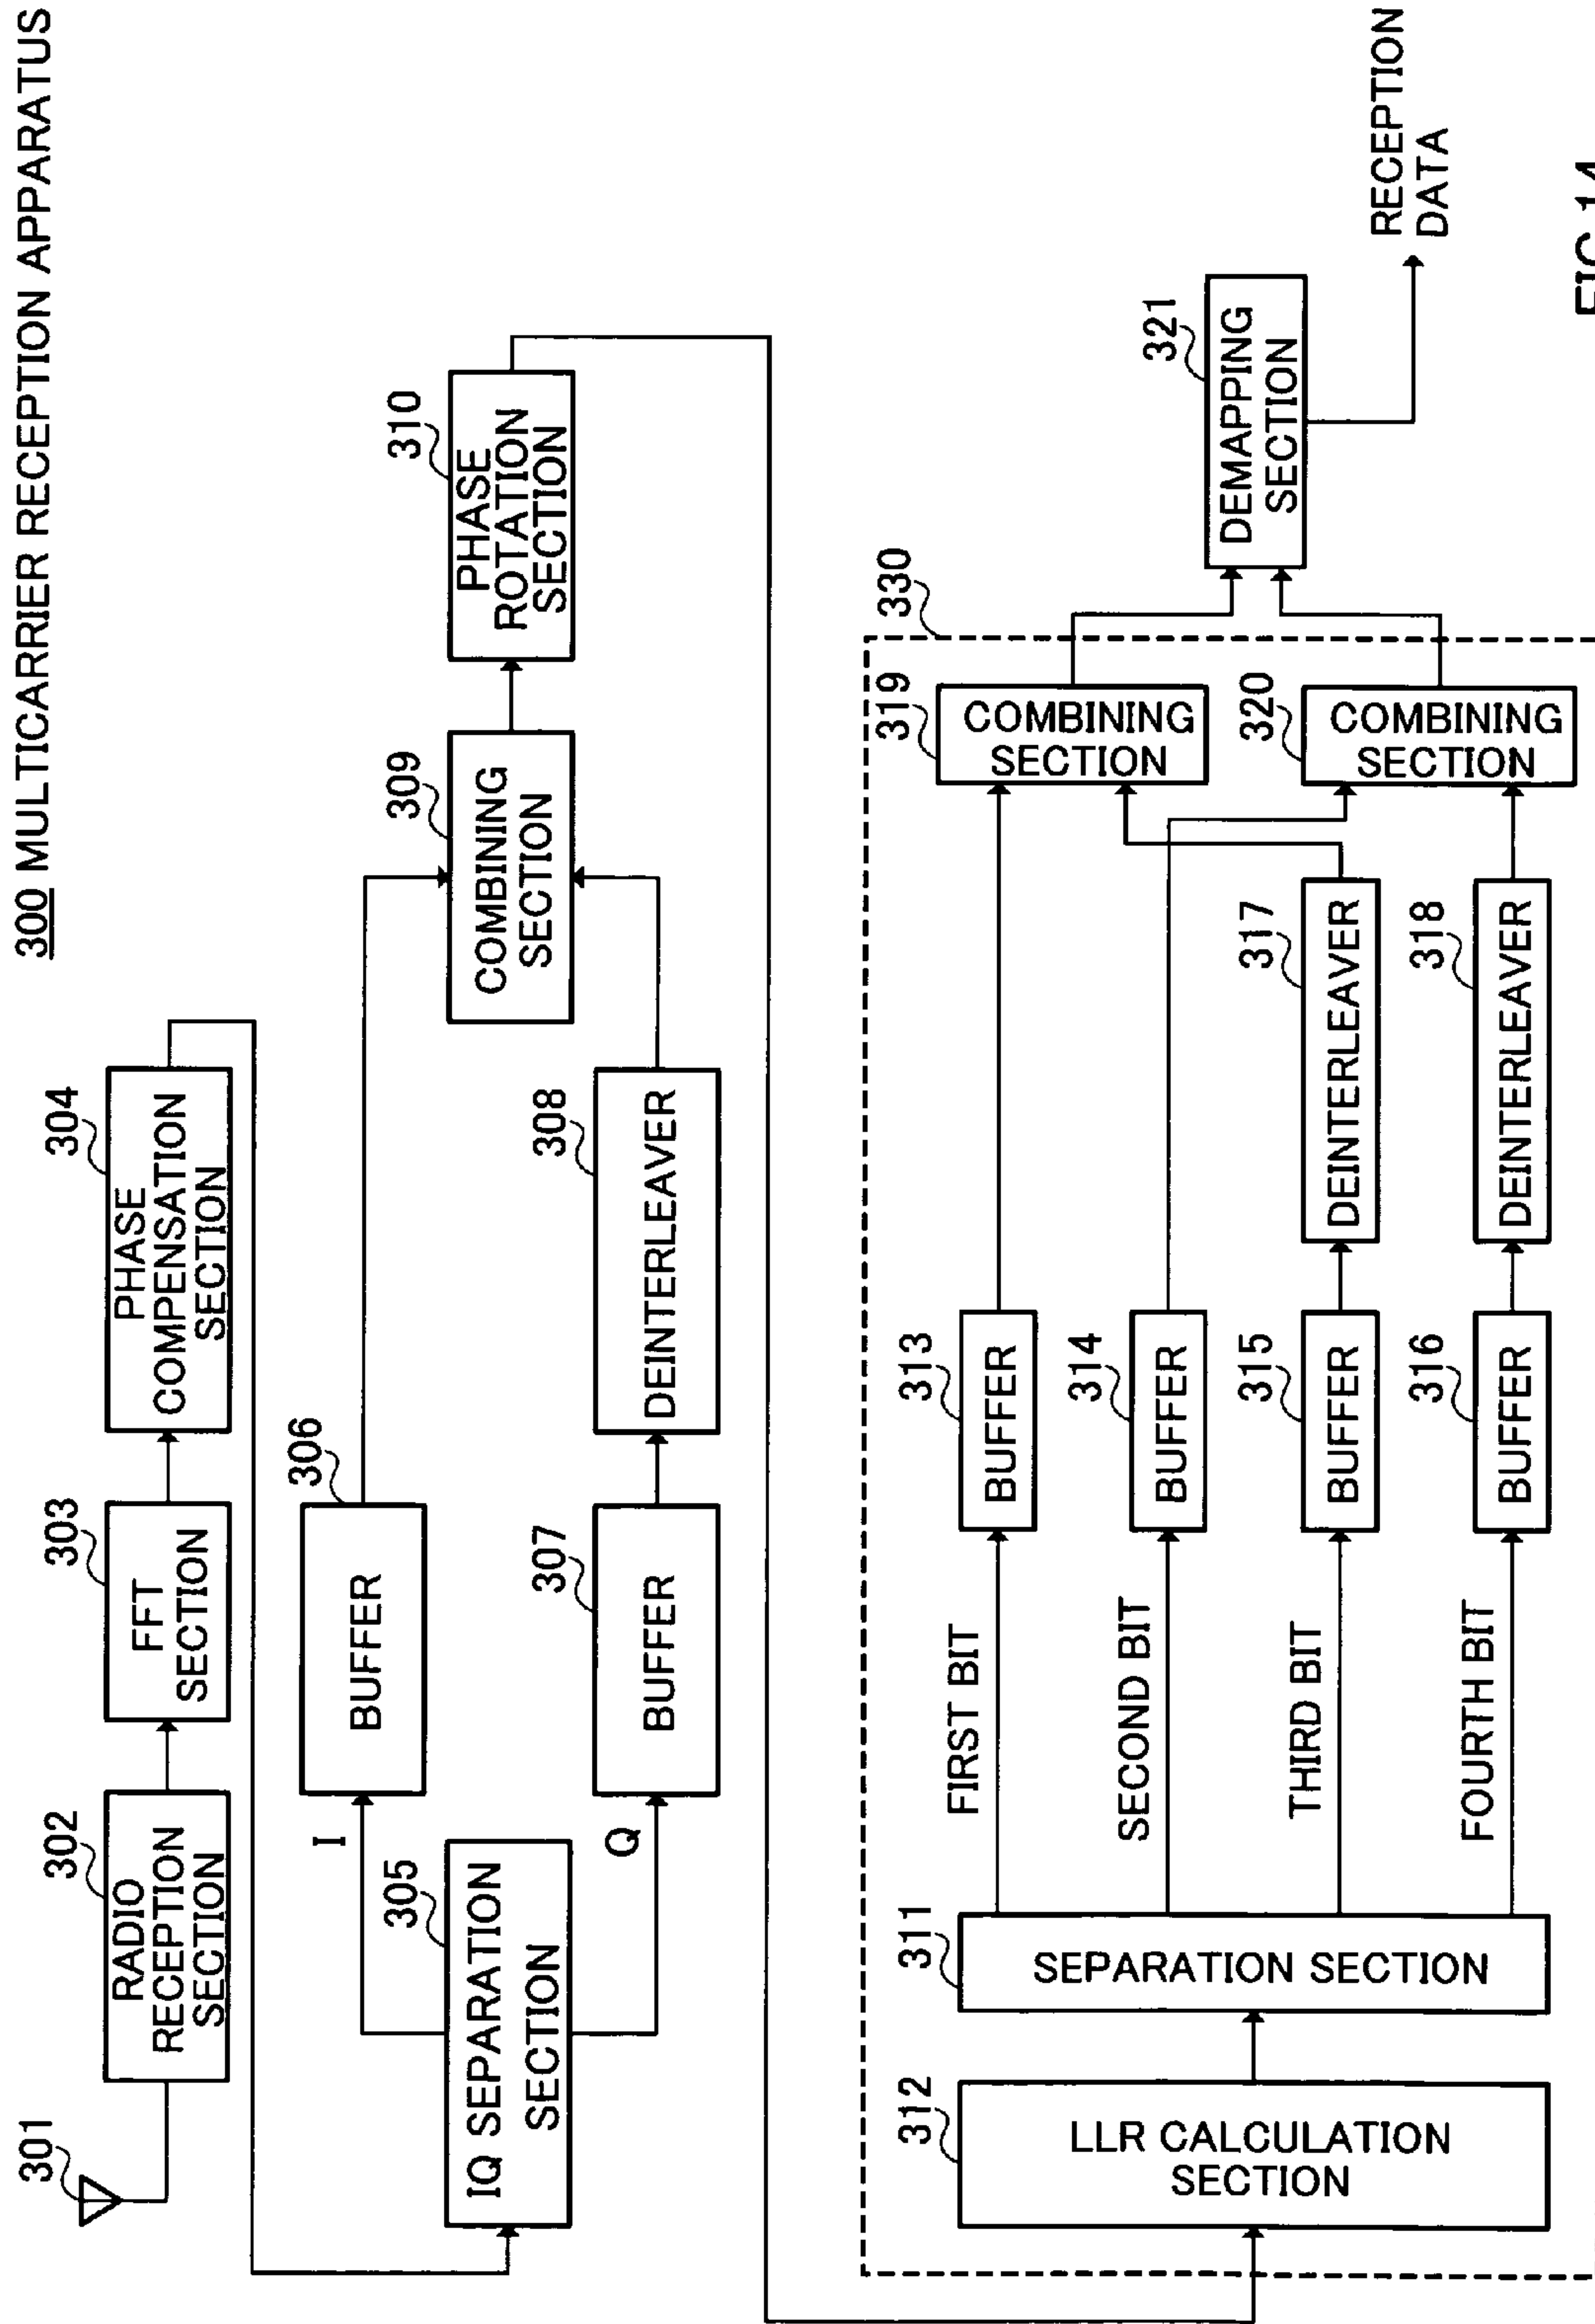 300 MULTICARRIER RECEPTION APPARATUS
301
302
RADIO
RECEPTION
SECTION
303
FFT
SECTION
304
PHASE
COMPENSATION
SECTION
305
IQ SEPARATION
SECTION
I
Q
306
BUFFER
307
BUFFER
308
DEINTERLEAVER
309
COMBINING
SECTION
310
PHASE
ROTATION
SECTION
312
LLR CALCULATION
SECTION
311
SEPARATION SECTION
FIRST BIT
SECOND BIT
THIRD BIT
FOURTH BIT
313
BUFFER
314
BUFFER
315
BUFFER
316
BUFFER
317
DEINTERLEAVER
318
DEINTERLEAVER
319
COMBINING
SECTION
320
COMBINING
SECTION
330
321
DEMAPPING
SECTION
RECEPTION
DATA
FIG.14